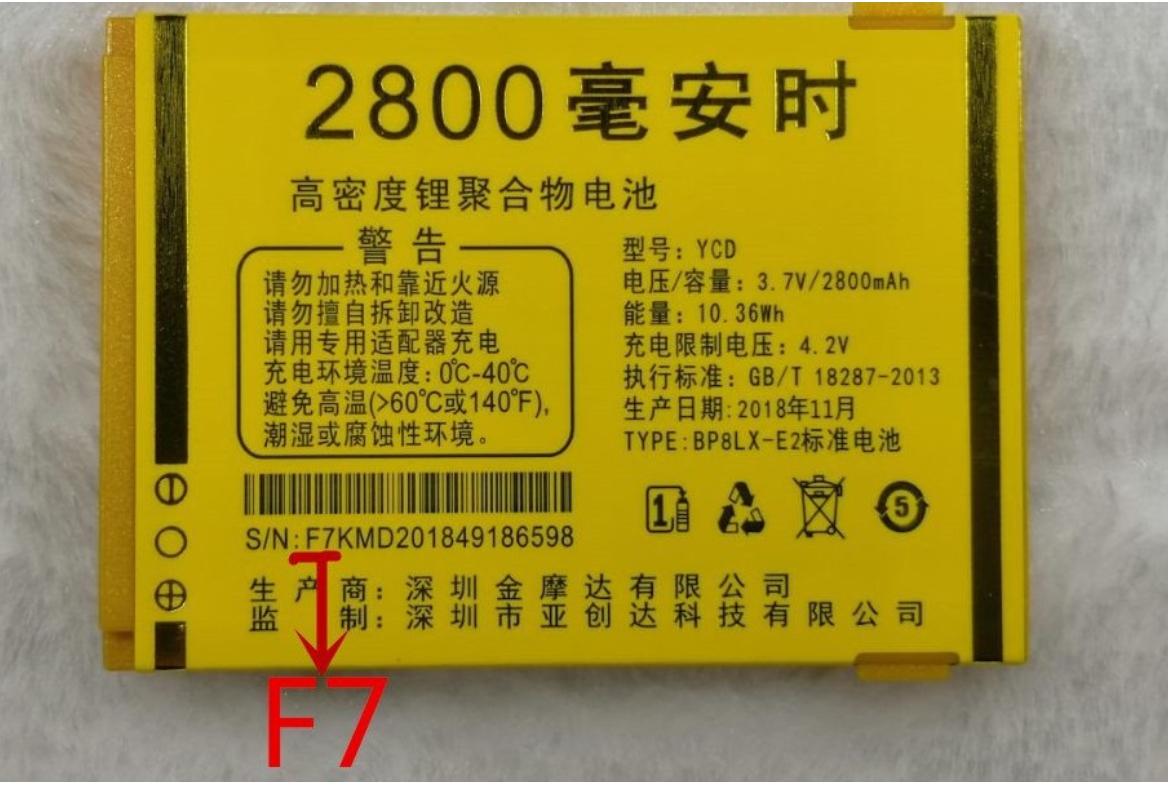 2800毫安时
高密度锂聚合物电池
警告
请勿加热和靠近火源
请勿擅自拆卸改造
请用专用适配器充电
充电环境温度:0℃-40℃
避免高温(>60℃或140℉),
潮湿或腐蚀性环境。
型号: YCD
电压/容量: 3.7V/2800mAh
能量: 10.36Wh
充电限制电压: 4.2V
执行标准: GB/T 18287-2013
生产日期:2018年11月
TYPE:BP8LX-E2标准电池
1
5
S/N:F7KMD201849186598
生产商: 深圳金摩达有限公司
监制: 深圳市亚创达科技有限公司
F7